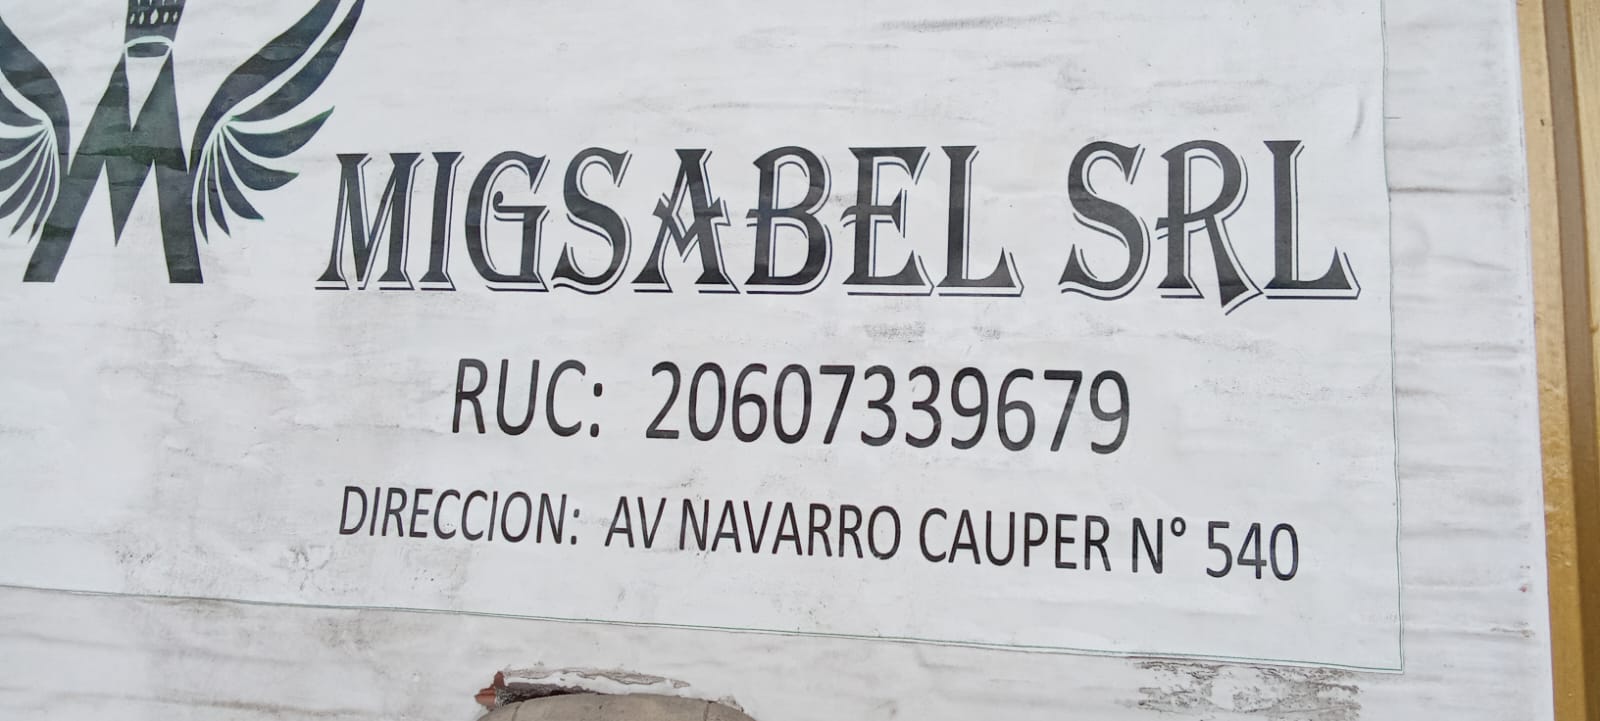 MIGSABEL SRL
RUC: 20607339679
DIRECCION: AV NAVARRO CAUPER N° 540